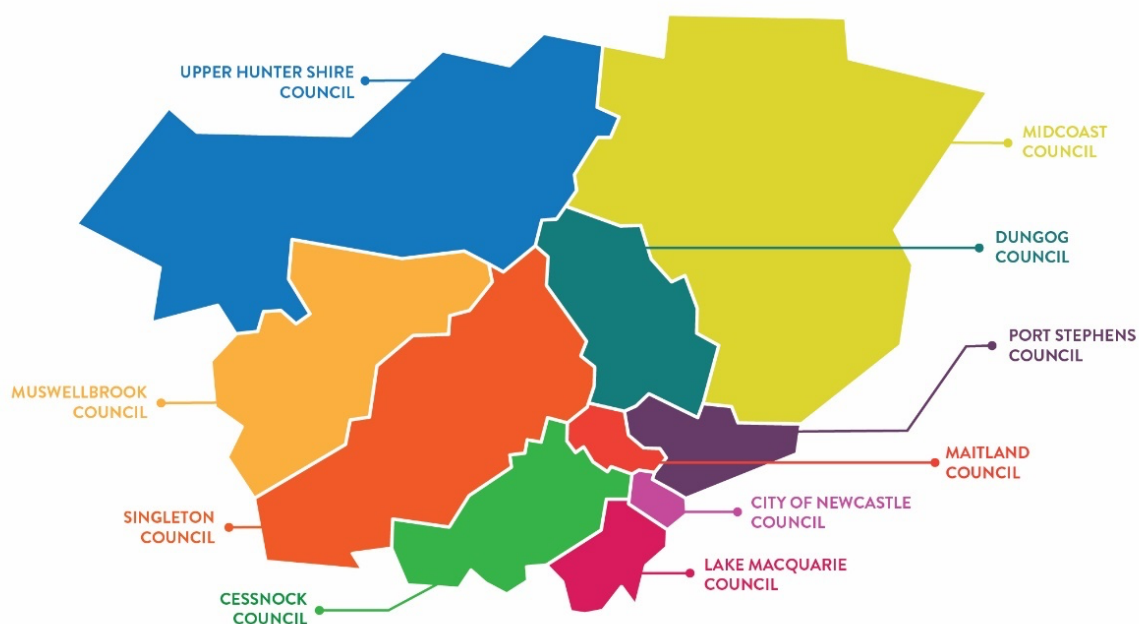 UPPER HUNTER SHIRE
COUNCIL
MIDCOAST
COUNCIL
DUNGOG
COUNCIL
PORT STEPHENS
COUNCIL
MUSWELLBROOK
COUNCIL
MAITLAND
COUNCIL
CITY OF NEWCASTLE
COUNCIL
SINGLETON
COUNCIL
LAKE MACQUARIE
COUNCIL
CESSNOCK
COUNCIL